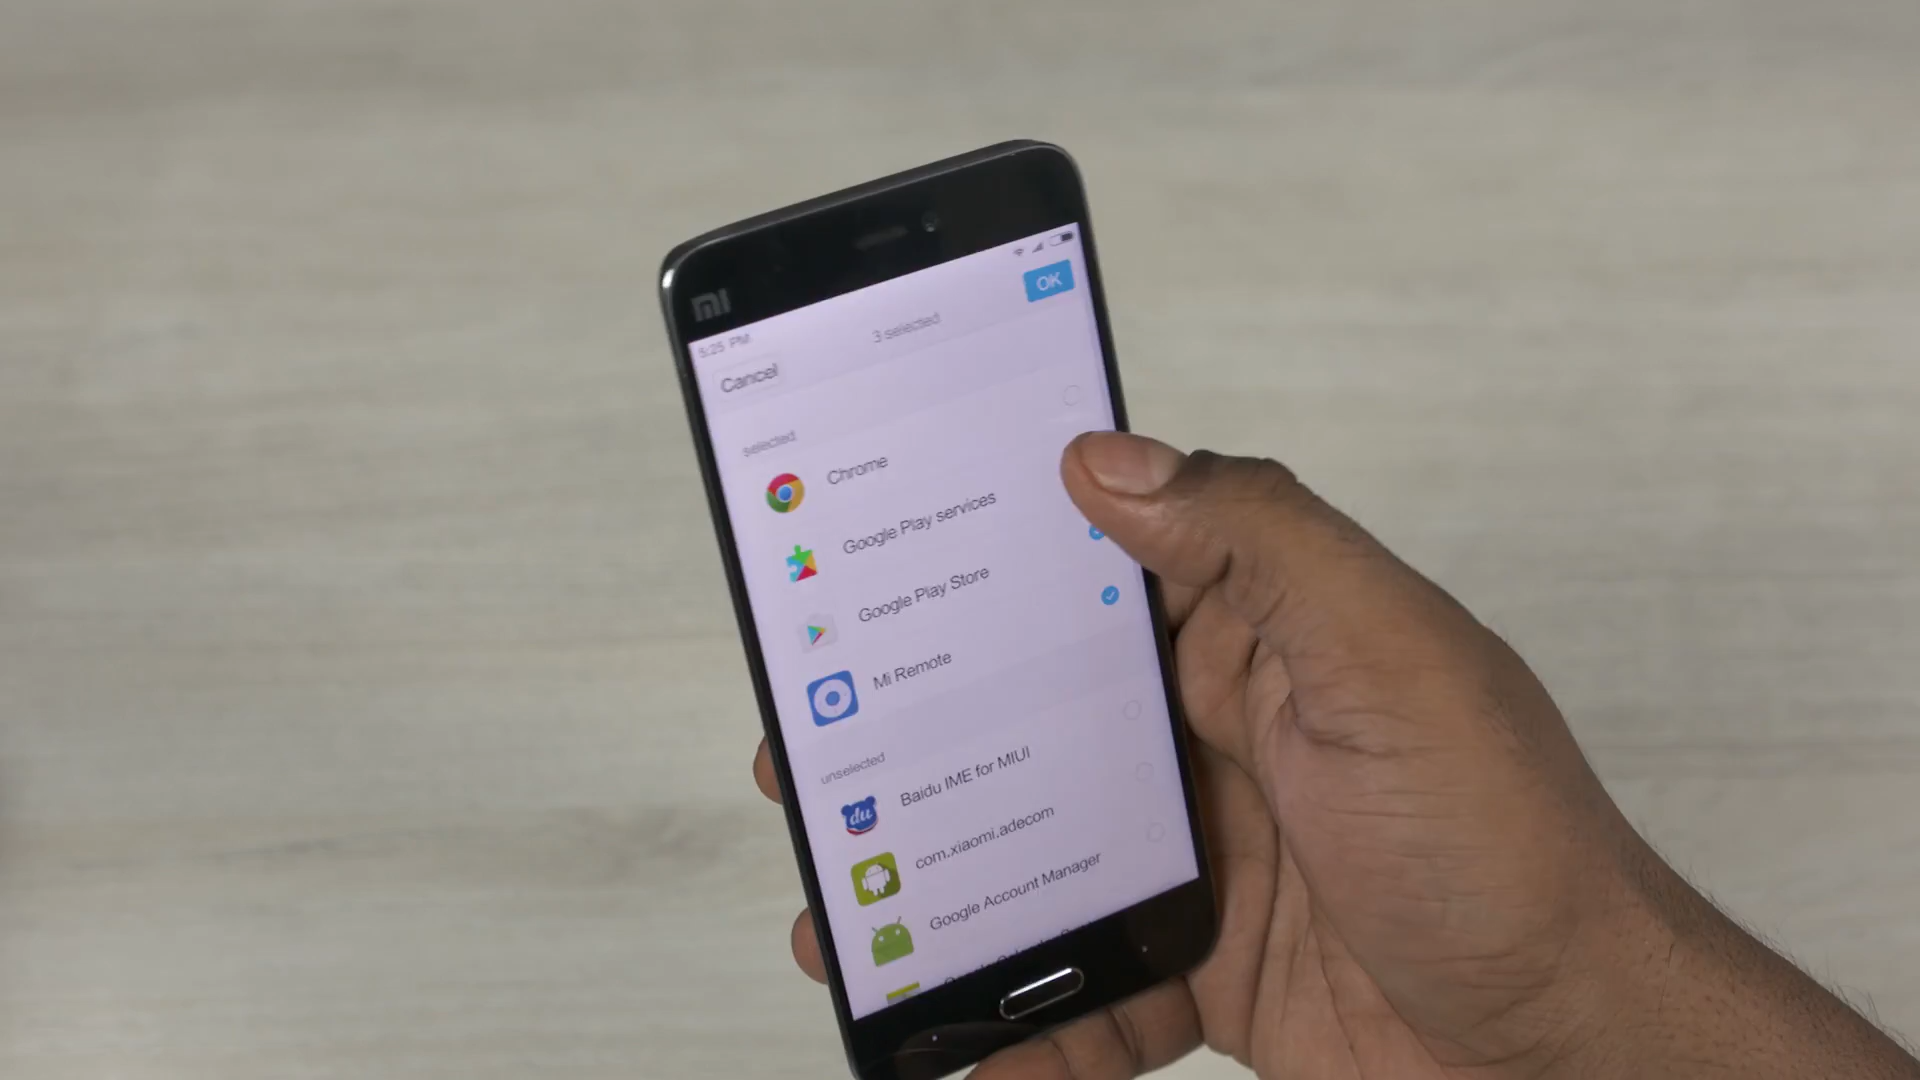 mi
5:25 PM
Cancel
3 selected
OK
selected
Chrome
Google Play services
Google Play Store
Mi Remote
unselected
du
Baidu IME for MIUI
com.xiaomi.adecom
Google Account Manager